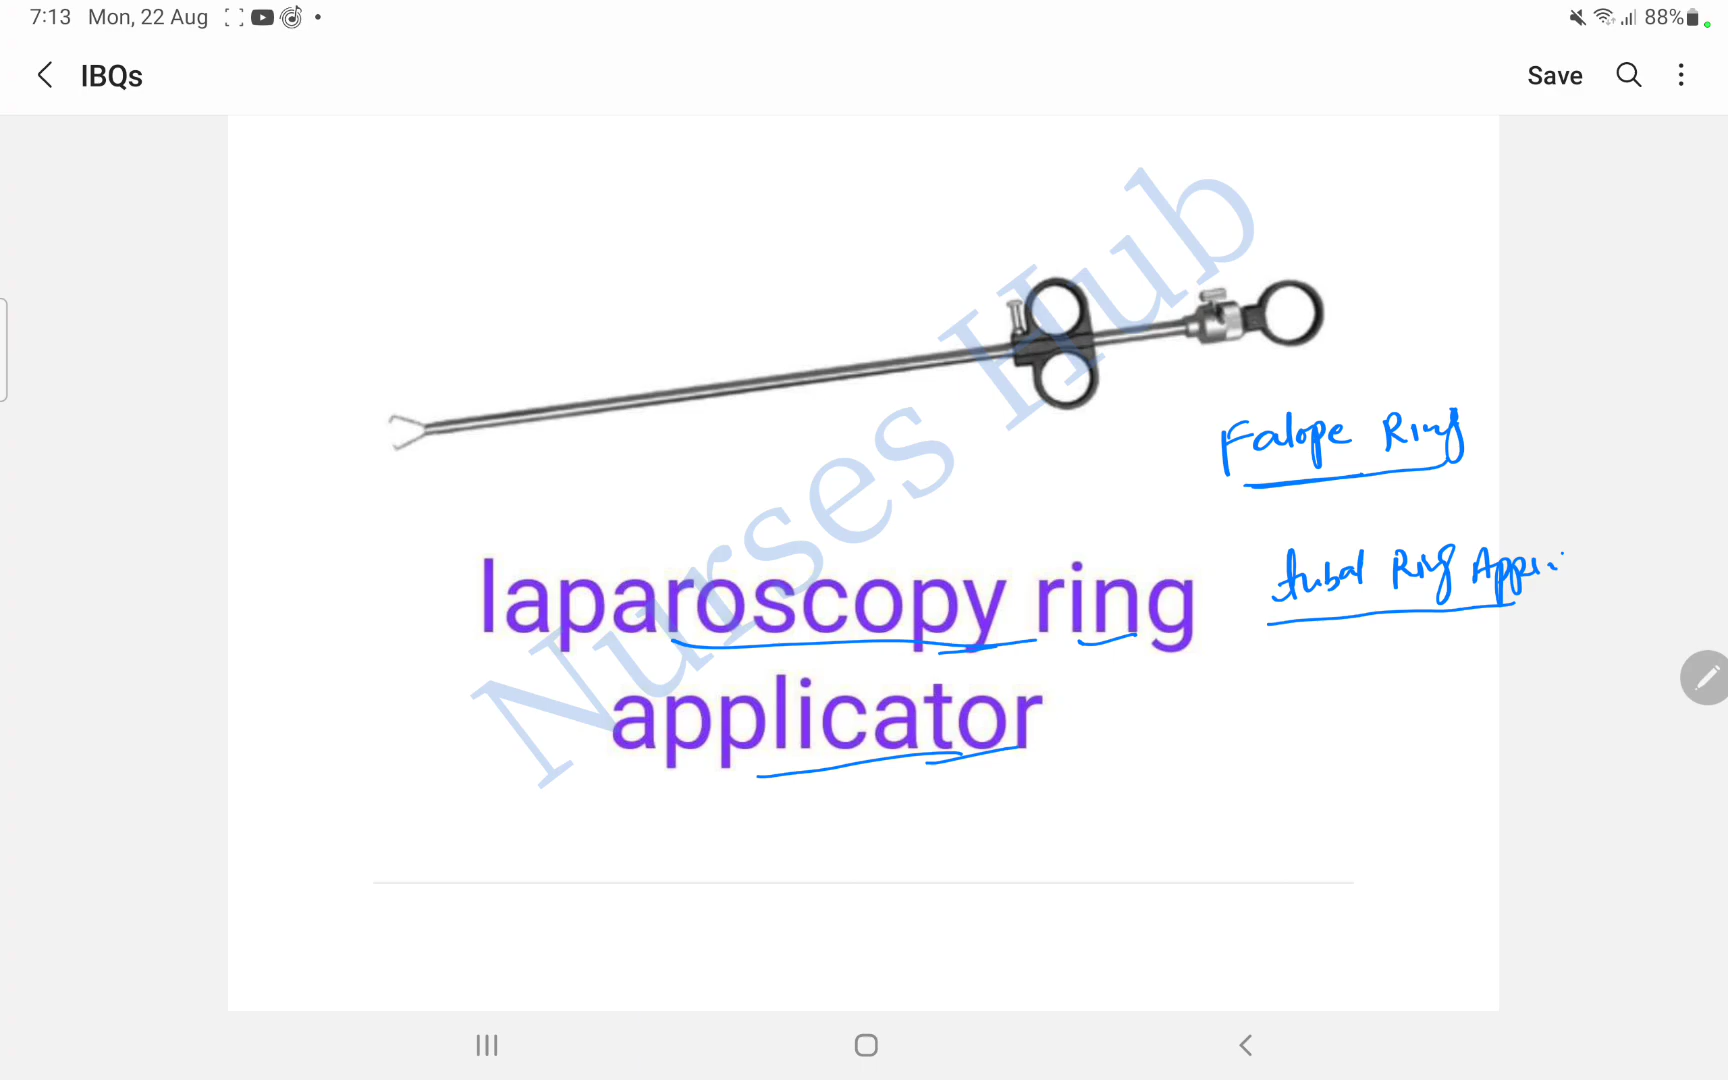 7:13 Mon, 22 Aug 88%
IBQs Save
Nurses Hub
Falope Ring
laparoscopy ring
tubal Ring
applicator